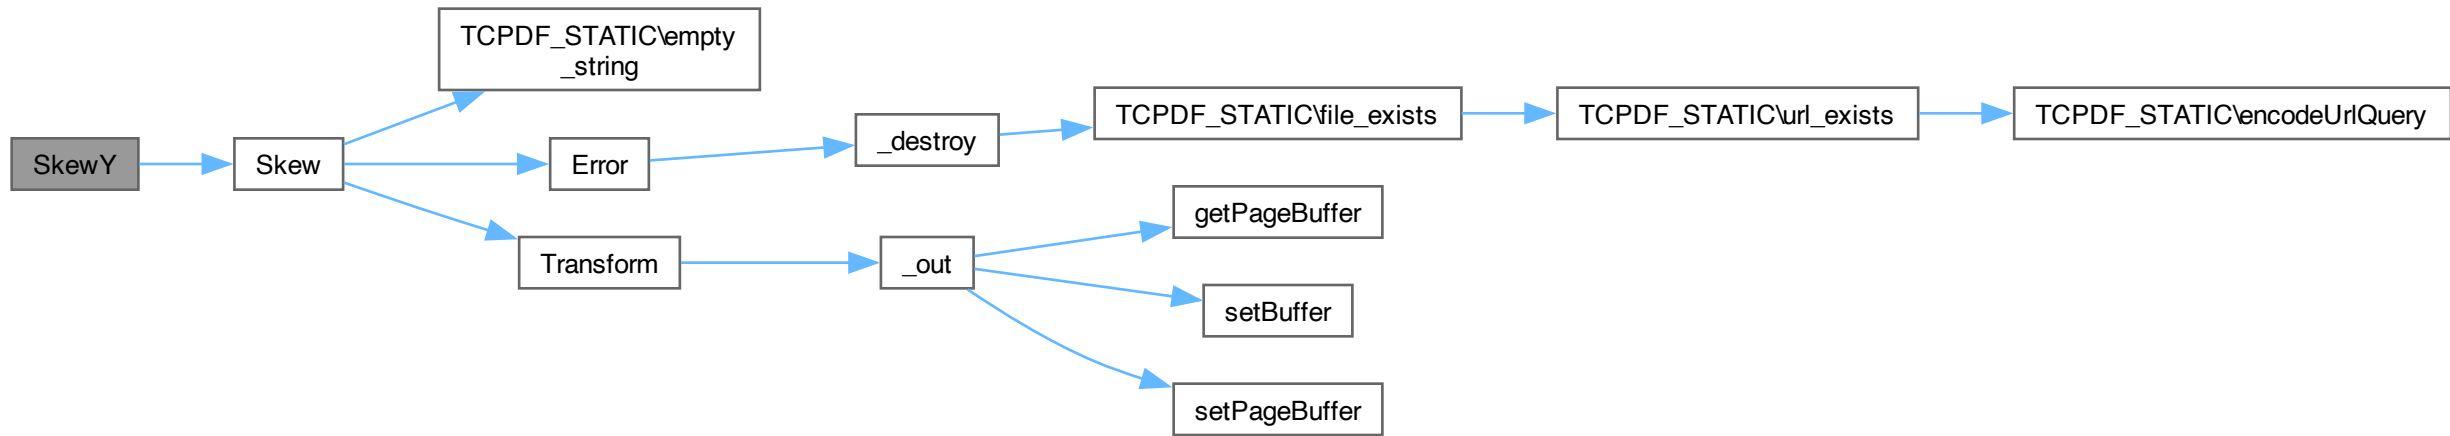 SkewY
Skew
TCPDF_STATIC\empty
_string
Error
Transform
_destroy
_out
TCPDF_STATIC\file_exists
getPageBuffer
setBuffer
setPageBuffer
TCPDF_STATIC\url_exists
TCPDF_STATIC\encodeUrlQuery